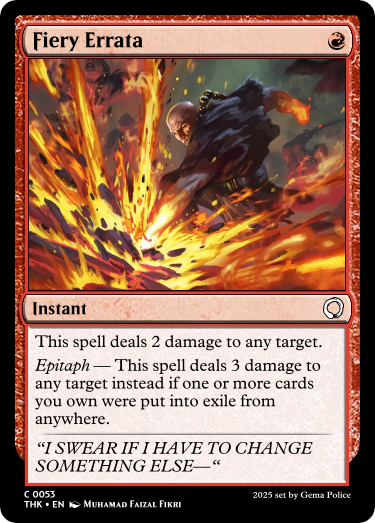 Fiery Errata
Instant
This spell deals 2 damage to any target.
Epitaph — This spell deals 3 damage to
any target instead if one or more cards
you own were put into exile from
anywhere.
“I SWEAR IF I HAVE TO CHANGE
SOMETHING ELSE—“
C 0053
THK • EN Muhamad Faizal Fikri
2025 set by Gema Police